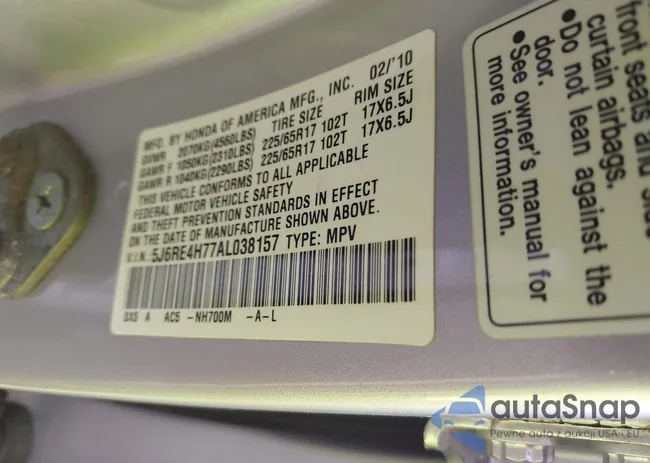 MFD. BY HONDA OF AMERICA MFG., INC. 02/'10
GVWR 2070KG(4560LBS) TIRE SIZE RIM SIZE
GAWR F 1050KG(2310LBS) 225/65R17 102T 17X6.5J
GAWR R 1040KG(2290LBS) 225/65R17 102T 17X6.5J
THIS VEHICLE CONFORMS TO ALL APPLICABLE
FEDERAL MOTOR VEHICLE SAFETY
AND THEFT PREVENTION STANDARDS IN EFFECT
ON THE DATE OF MANUFACTURE SHOWN ABOVE.
V.I.N. 5J6RE4H77AL038157 TYPE: MPV
SXS A AC5 -NH700M -A-L
front seats and side
curtain airbags.
•Do not lean against the
door.
•See owner's manual for
more information.
autaSnap
Pewne auta z aukcji USA i EU